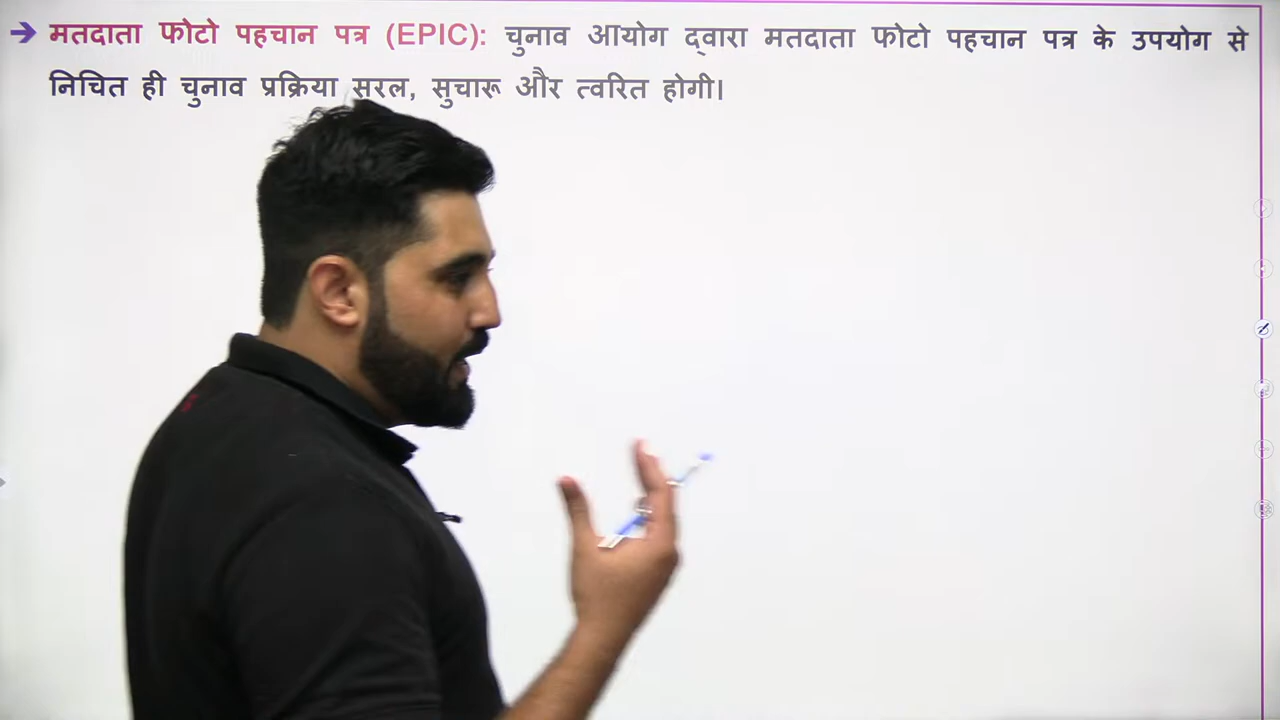 → मतदाता फोटो पहचान पत्र (EPIC): चुनाव आयोग द्वारा मतदाता फोटो पहचान पत्र के उपयोग से
निचित ही चुनाव प्रक्रिया सरल, सुचारू और त्वरित होगी।